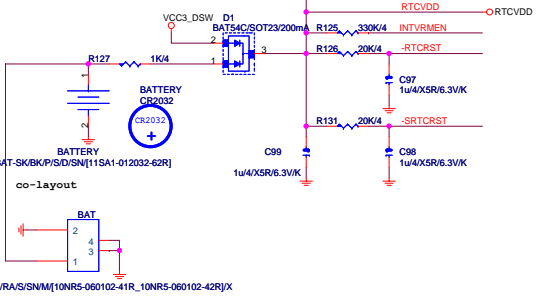 RTCVDD
RTCVDD
VCC3_DSW
D1
BAT54C/SOT23/200mA
R125
330K/4
INTVRMEN
2
3
R126
20K/4
-RTCRST
R127
1K/4
1
C97
1u/4/X5R/6.3V/K
1
BATTERY
CR2032
CR2032
+
2
R131
20K/4
-SRTCRST
BATTERY
BAT-SK/BK/P/S/D/SN/[11SA1-012032-62R]
C99
1u/4/X5R/6.3V/K
C98
1u/4/X5R/6.3V/K
co-layout
BAT
2
4
3
1
/RA/S/SN/M/[10NR5-060102-41R_10NR5-060102-42R]/X